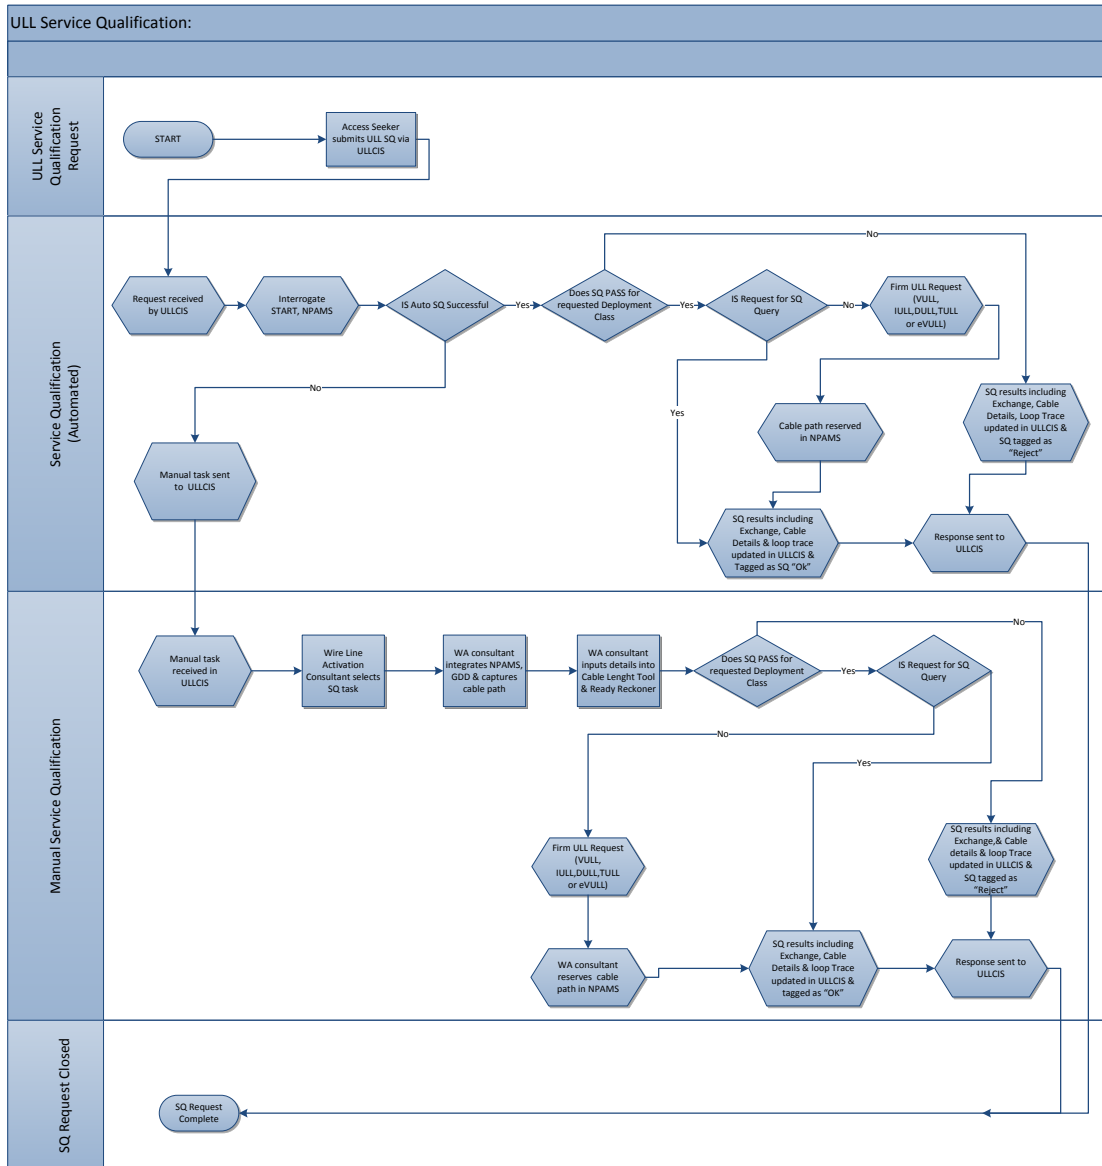 ULL Service Qualification:
ULL Service
Qualification
Request
START
Access Seeker
submits ULL SQ via
ULLCIS
Service Qualification
(Automated)
Request received
by ULLCIS
Interrogate
START, NPAMS
IS Auto SQ Successful
Yes
Does SQ PASS for
requested Deployment
Class
Yes
IS Request for SQ
Query
No
Firm ULL Request
(VULL,
IULL,DULL,TULL
or eVULL)
No
No
Yes
Manual task sent
to ULLCIS
Cable path reserved
in NPAMS
SQ results including
Exchange, Cable
Details, Loop Trace
updated in ULLCIS &
SQ tagged as
“Reject”
SQ results including
Exchange, Cable
Details & loop trace
updated in ULLCIS &
Tagged as SQ “Ok”
Response sent to
ULLCIS
Manual Service Qualification
Manual task
received in
ULLCIS
Wire Line
Activation
Consultant selects
SQ task
WA consultant
integrates NPAMS,
GDD & captures
cable path
WA consultant
inputs details into
Cable Lenght Tool
& Ready Reckoner
Does SQ PASS for
requested Deployment
Class
Yes
IS Request for SQ
Query
No
No
Yes
Firm ULL Request
(VULL,
IULL,DULL,TULL
or eVULL)
SQ results including
Exchange,& Cable
details & loop Trace
updated in ULLCIS &
SQ tagged as
“Reject”
WA consultant
reserves cable
path in NPAMS
SQ results including
Exchange, Cable
Details & loop Trace
updated in ULLCIS &
tagged as “OK”
Response sent to
ULLCIS
SQ Request Closed
SQ Request
Complete